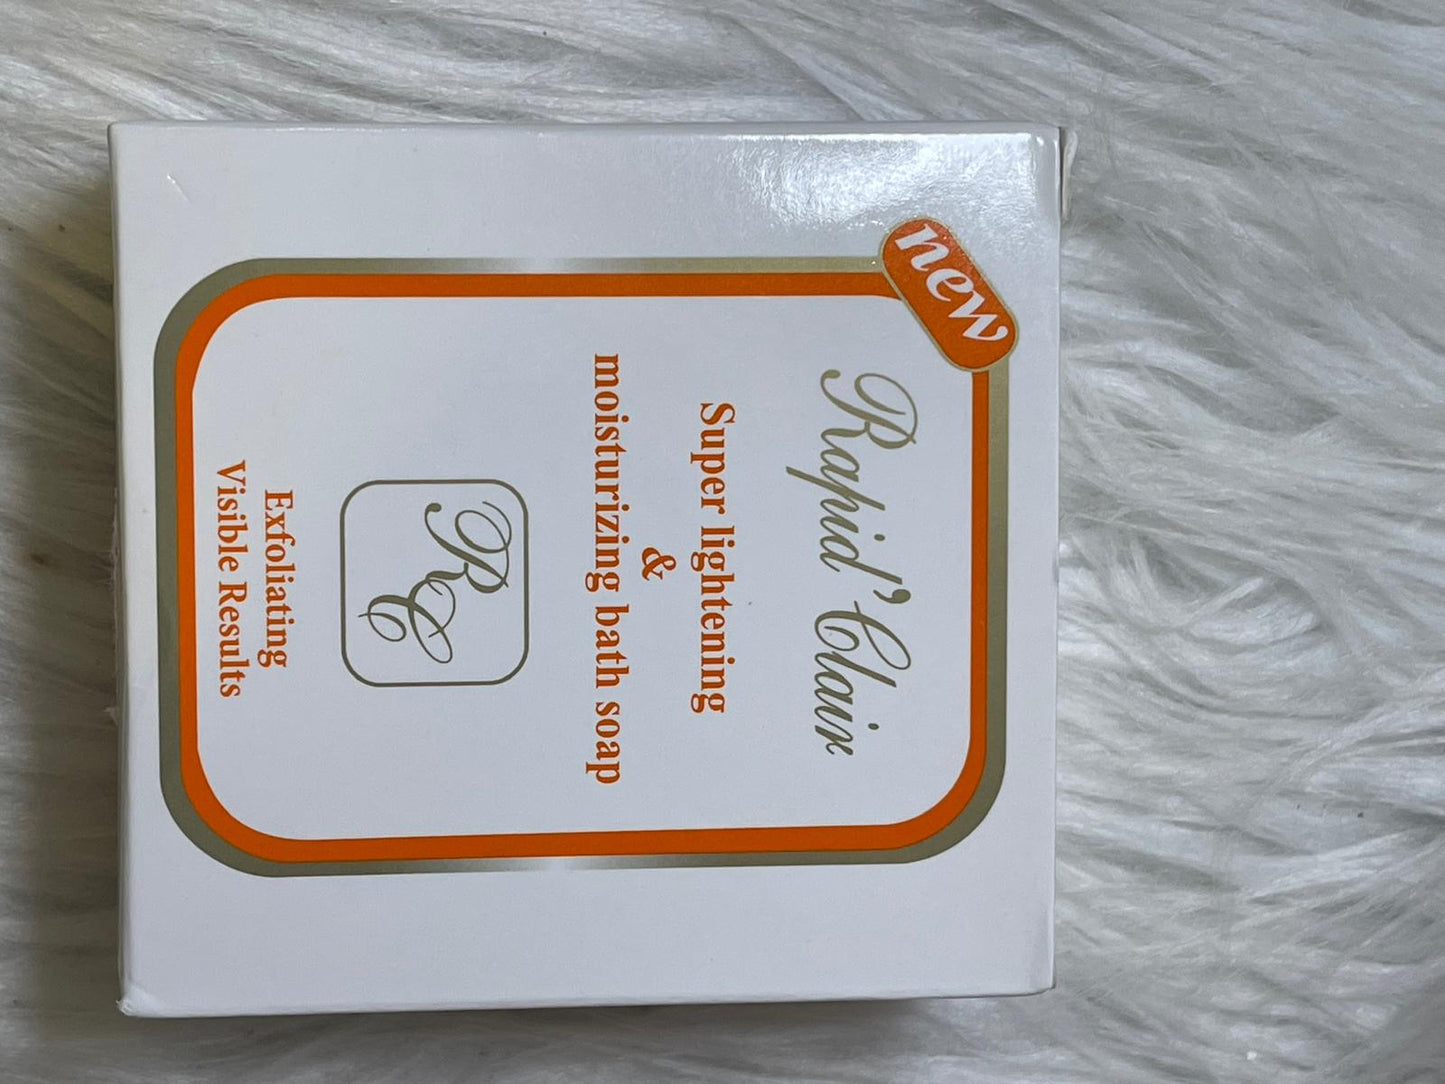 new
Rapid'Clair
Super lightening
&
moisturizing bath soap
RC
Exfoliating
Visible Results